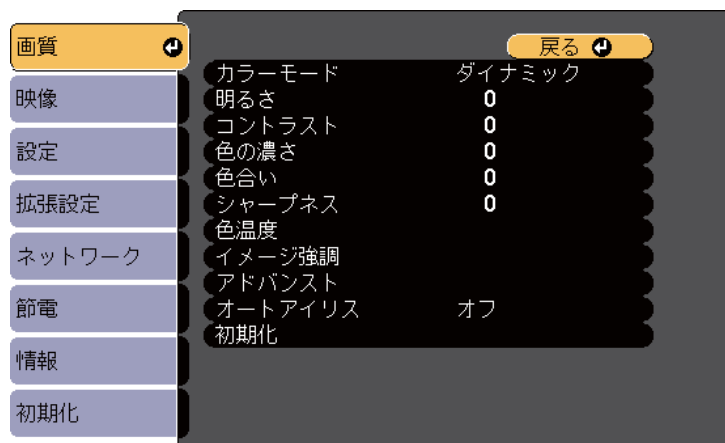 画質
映像
設定
拡張設定
ネットワーク
節電
情報
初期化
戻る
カラーモード ダイナミック
明るさ 0
コントラスト 0
色の濃さ 0
色合い 0
シャープネス 0
色温度
イメージ強調
アドバンスト
オートアイリス オフ
初期化